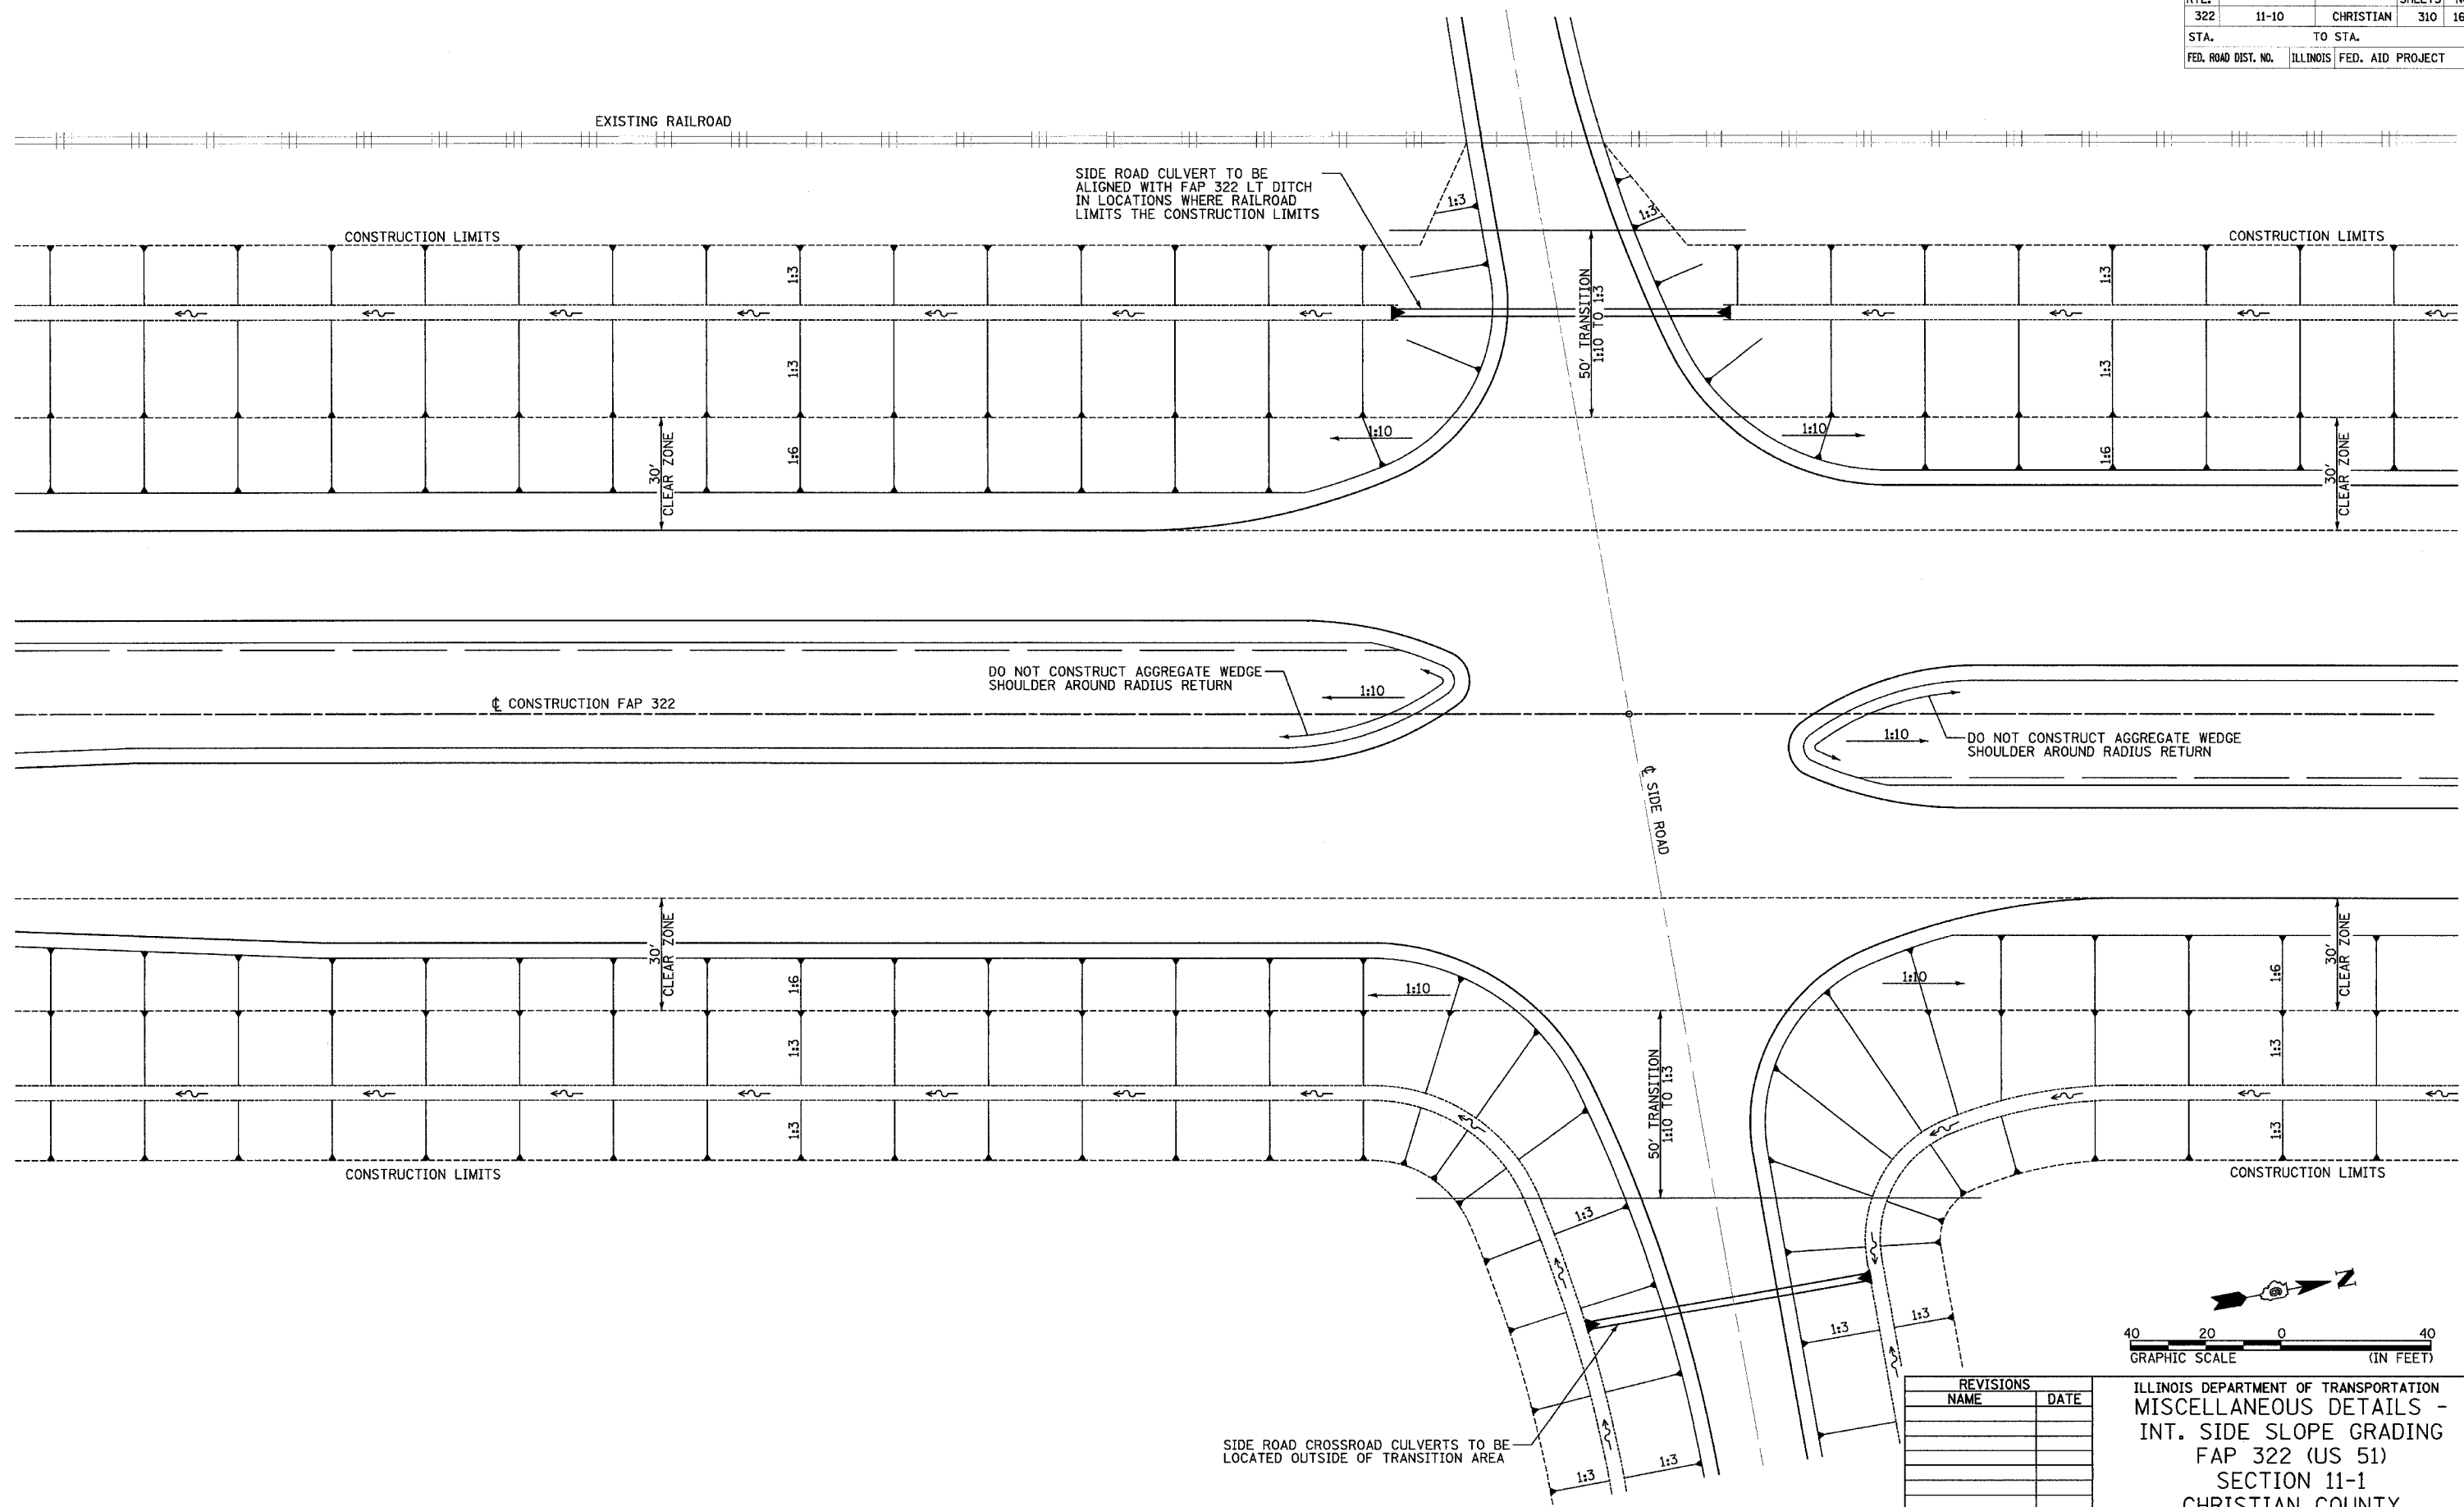 322 11-10 CHRISTIAN 310
STA. TO STA.
FED. ROAD DIST. NO. ILLINOIS FED. AID PROJECT
EXISTING RAILROAD
SIDE ROAD CULVERT TO BE
ALIGNED WITH FAP 322 LT DITCH
IN LOCATIONS WHERE RAILROAD
LIMITS THE CONSTRUCTION LIMITS
1:3
1:3
CONSTRUCTION LIMITS
CONSTRUCTION LIMITS
1:3
50' TRANSITION
1:10 TO 1:3
1:3
1:3
1:3
30'
CLEAR ZONE
1:6
1:10
1:10
1:6
30'
CLEAR ZONE
DO NOT CONSTRUCT AGGREGATE WEDGE
SHOULDER AROUND RADIUS RETURN
1:10
℄ CONSTRUCTION FAP 322
1:10
DO NOT CONSTRUCT AGGREGATE WEDGE
SHOULDER AROUND RADIUS RETURN
℄ SIDE ROAD
30'
CLEAR ZONE
1:6
1:10
1:10
1:6
30'
CLEAR ZONE
1:3
50' TRANSITION
1:10 TO 1:3
1:3
1:3
1:3
CONSTRUCTION LIMITS
CONSTRUCTION LIMITS
1:3
1:3
1:3
N
40 20 0 40
GRAPHIC SCALE (IN FEET)
SIDE ROAD CROSSROAD CULVERTS TO BE
LOCATED OUTSIDE OF TRANSITION AREA
1:3
1:3
REVISIONS
NAME DATE
ILLINOIS DEPARTMENT OF TRANSPORTATION
MISCELLANEOUS DETAILS -
INT. SIDE SLOPE GRADING
FAP 322 (US 51)
SECTION 11-1
CHRISTIAN COUNTY